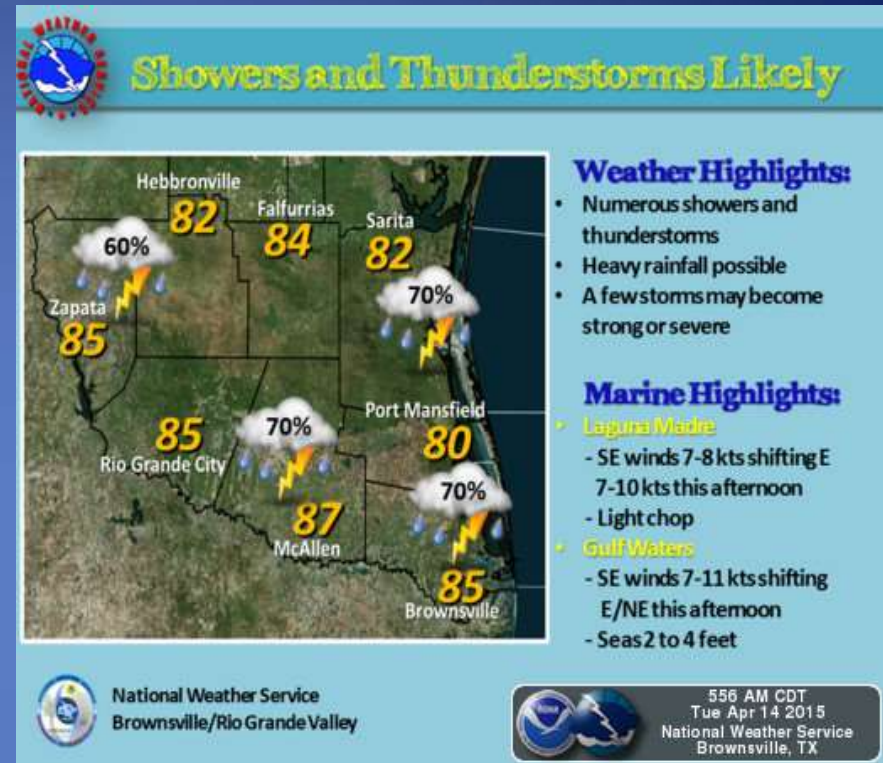 NATIONAL WEATHER SERVICE
Showers and Thunderstorms Likely
Hebbronville
82
Falfurrias
84
Sarita
82
60%
70%
Zapata
85
85
Rio Grande City
70%
Port Mansfield
80
70%
87
McAllen
85
Brownsville
Weather Highlights:
• Numerous showers and
thunderstorms
• Heavy rainfall possible
• A few storms may become
strong or severe
Marine Highlights:
• Laguna Madre
- SE winds 7-8 kts shifting E
7-10 kts this afternoon
- Light chop
• Gulf Waters
- SE winds 7-11 kts shifting
E/NE this afternoon
- Seas 2 to 4 feet
National Weather Service
Brownsville/Rio Grande Valley
556 AM CDT
Tue Apr 14 2015
National Weather Service
Brownsville, TX